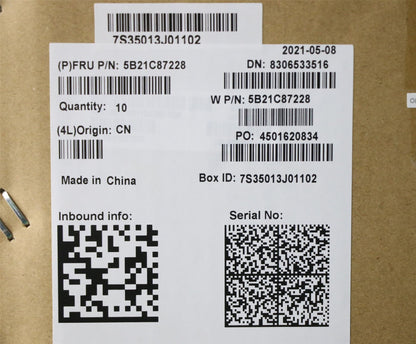 7S35013J01102
2021-05-08
(P)FRU P/N: 5B21C87228
DN: 8306533516
Quantity: 10
W P/N: 5B21C87228
(4L)Origin: CN
PO: 4501620834
Made in China
Box ID: 7S35013J01102
Inbound info:
Serial No: